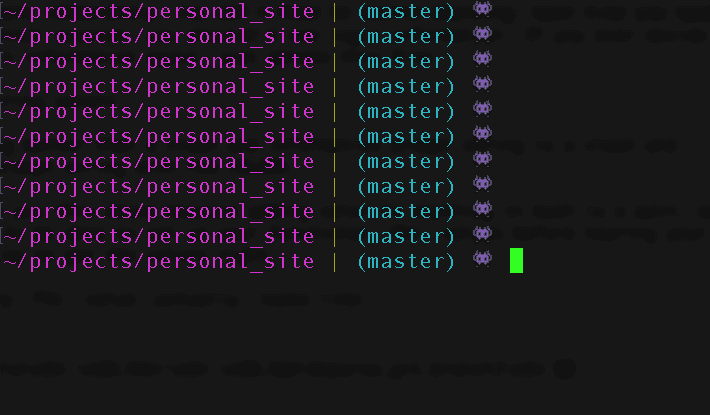 [~/projects/personal_site | (master) 👾
[~/projects/personal_site | (master) 👾
[~/projects/personal_site | (master) 👾
[~/projects/personal_site | (master) 👾
[~/projects/personal_site | (master) 👾
[~/projects/personal_site | (master) 👾
[~/projects/personal_site | (master) 👾
[~/projects/personal_site | (master) 👾
[~/projects/personal_site | (master) 👾
[~/projects/personal_site | (master) 👾
~/projects/personal_site | (master) 👾